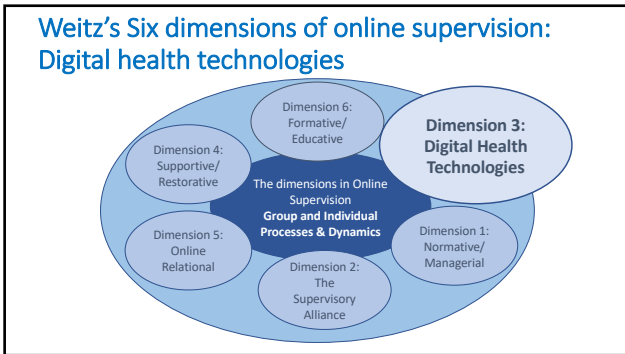 Weitz's Six dimensions of online supervision:
Digital health technologies
Dimension 6:
Formative/
Educative
Dimension 3:
Digital Health
Technologies
Dimension 4:
Supportive/
Restorative
The dimensions in Online
Supervision
Group and Individual
Processes & Dynamics
Dimension 5:
Online
Relational
Dimension 1:
Normative/
Managerial
Dimension 2:
The
Supervisory
Alliance